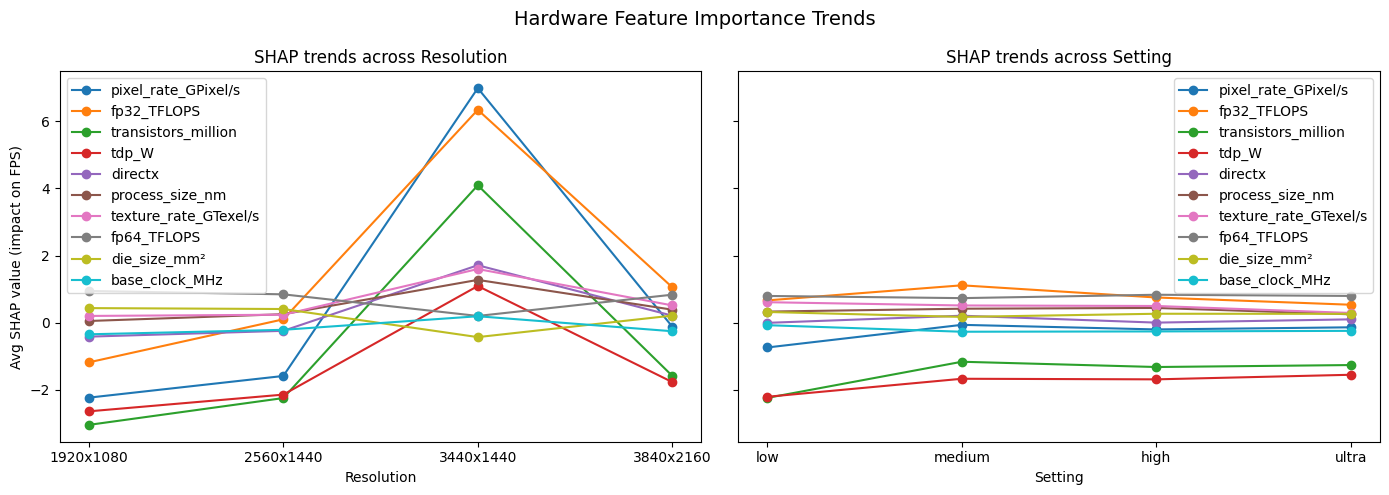 Hardware Feature Importance Trends
SHAP trends across Resolution
pixel_rate_GPixel/s
fp32_TFLOPS
transistors_million
tdp_W
directx
process_size_nm
texture_rate_GTexel/s
fp64_TFLOPS
die_size_mm²
base_clock_MHz
Avg SHAP value (impact on FPS)
6
4
2
0
−2
1920x1080
2560x1440
3440x1440
3840x2160
Resolution
SHAP trends across Setting
pixel_rate_GPixel/s
fp32_TFLOPS
transistors_million
tdp_W
directx
process_size_nm
texture_rate_GTexel/s
fp64_TFLOPS
die_size_mm²
base_clock_MHz
low
medium
high
ultra
Setting